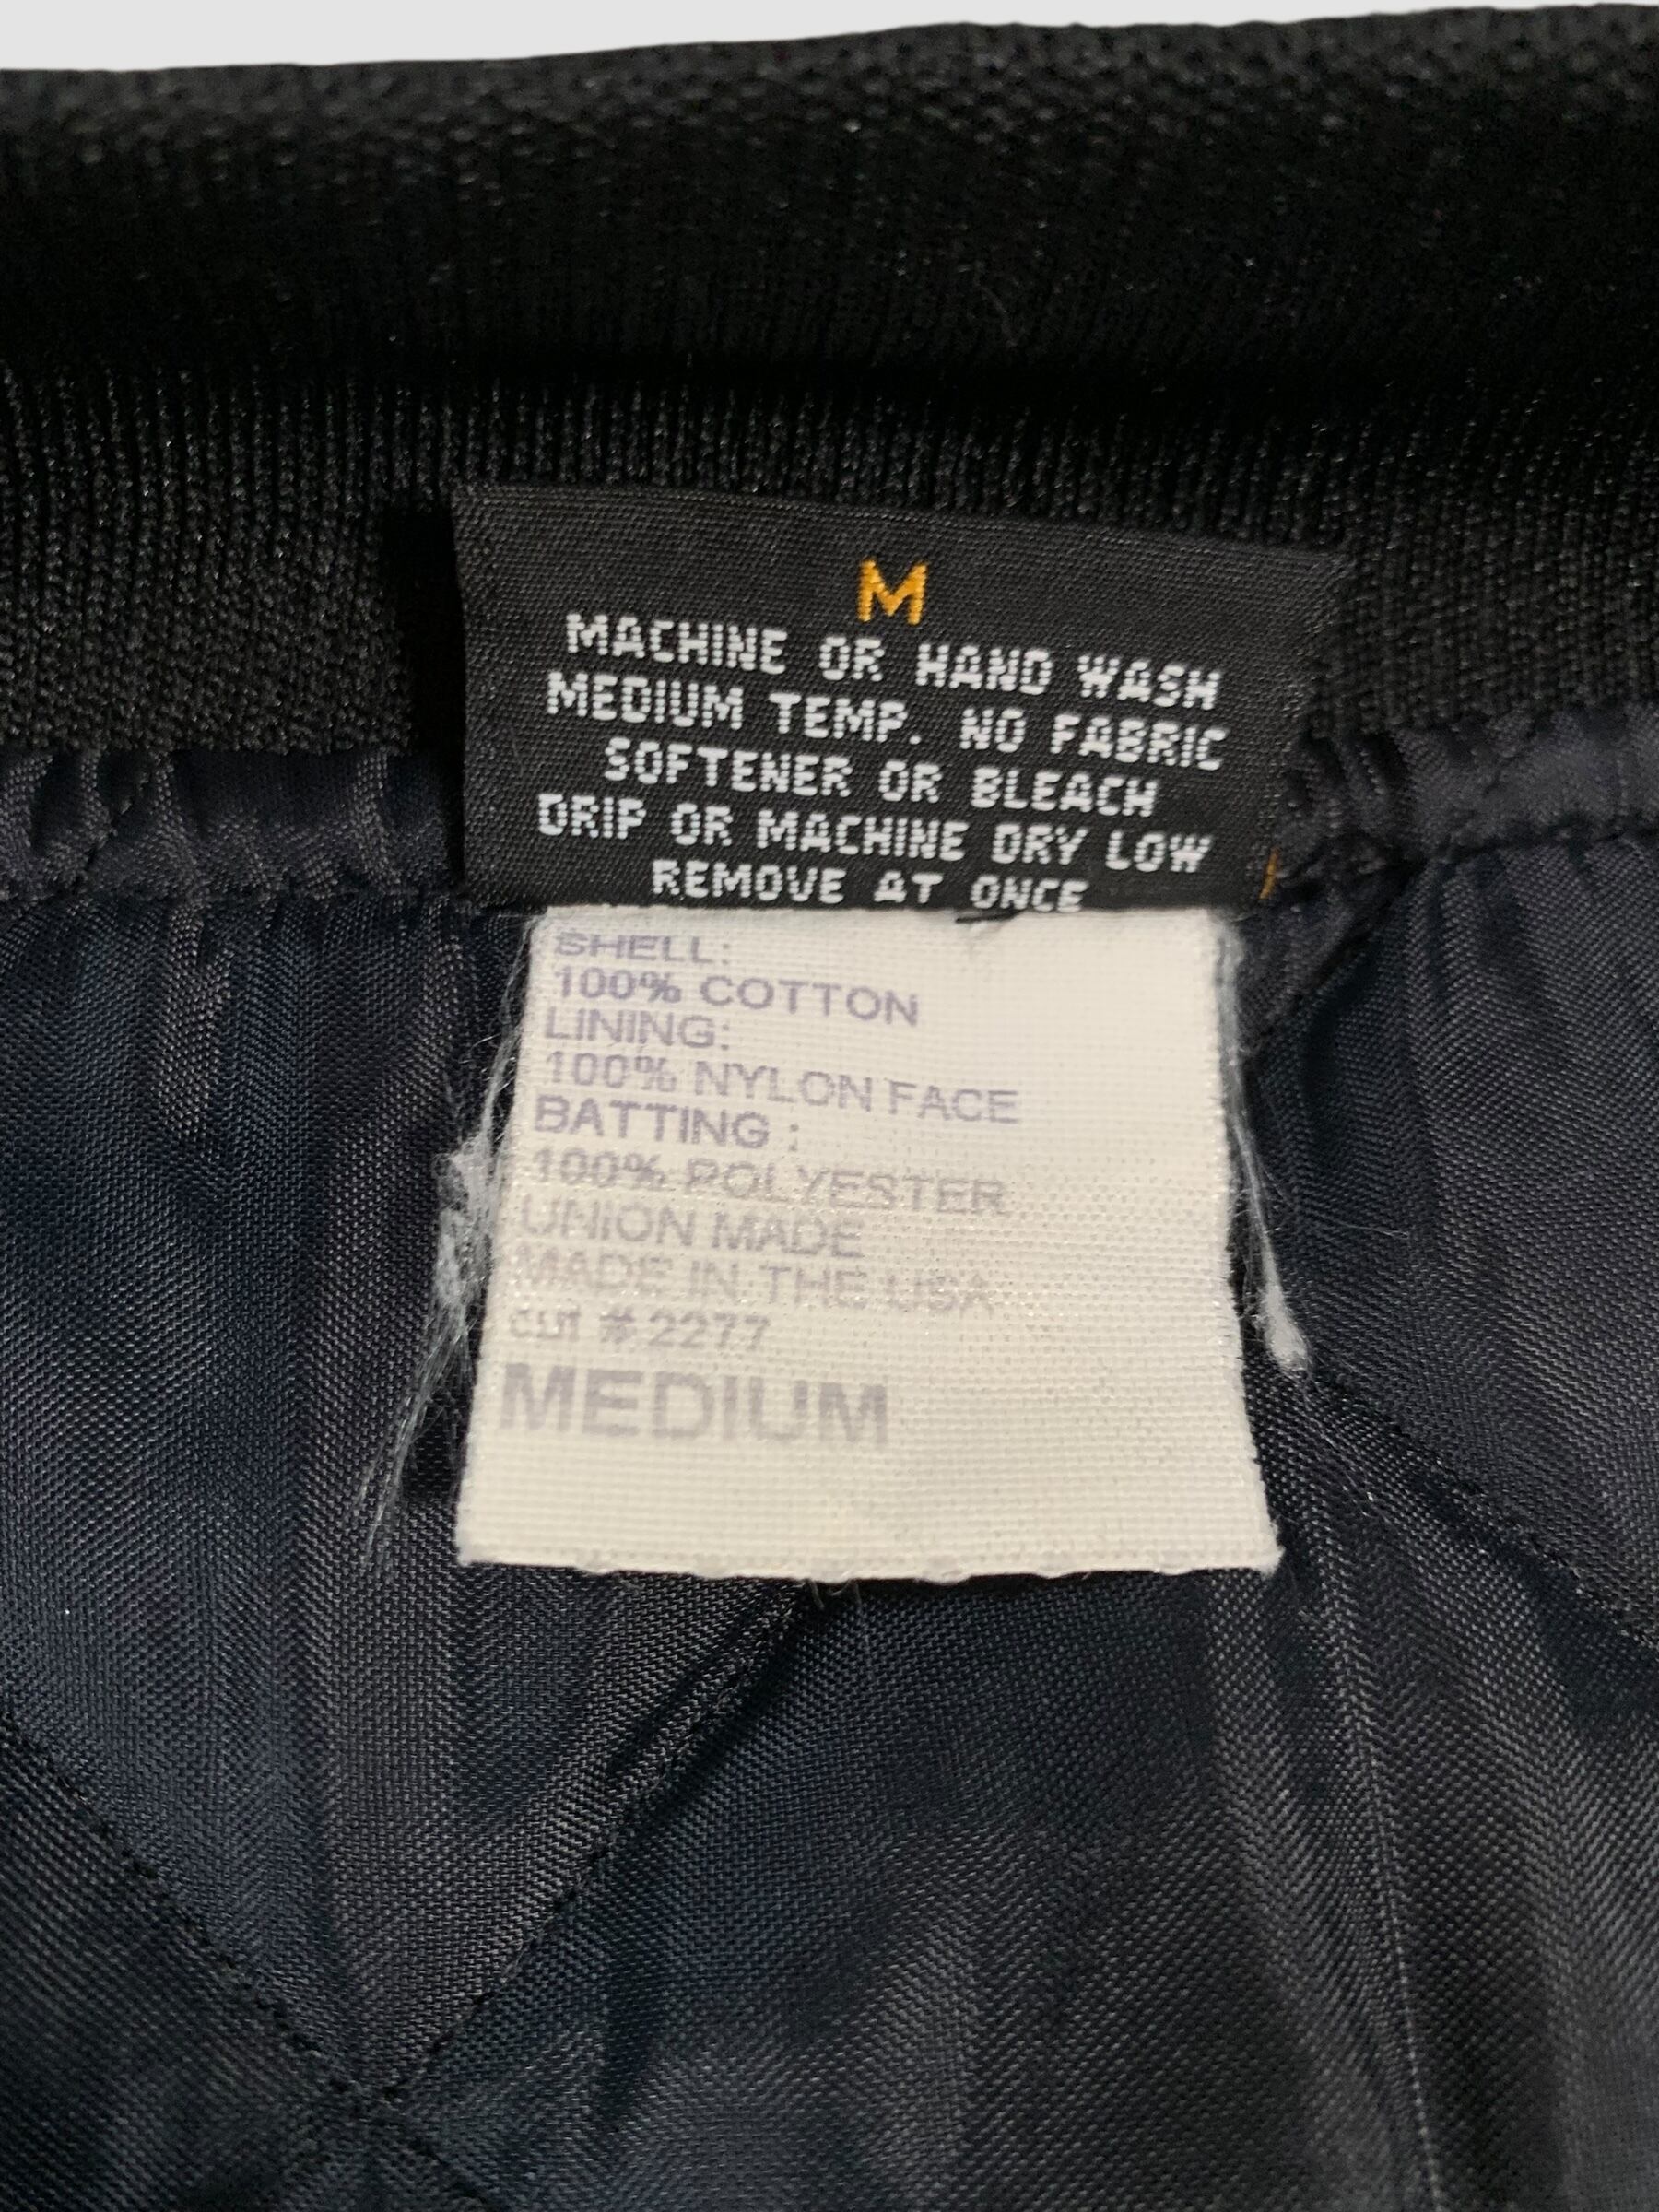 M
MACHINE OR HAND WASH
MEDIUM TEMP. NO FABRIC
SOFTENER OR BLEACH
DRIP OR MACHINE DRY LOW
REMOVE AT ONCE
SHELL:
100% COTTON
LINING:
100% NYLON FACE
BATTING :
100% POLYESTER
UNION MADE
MADE IN THE USA
cut # 2277
MEDIUM